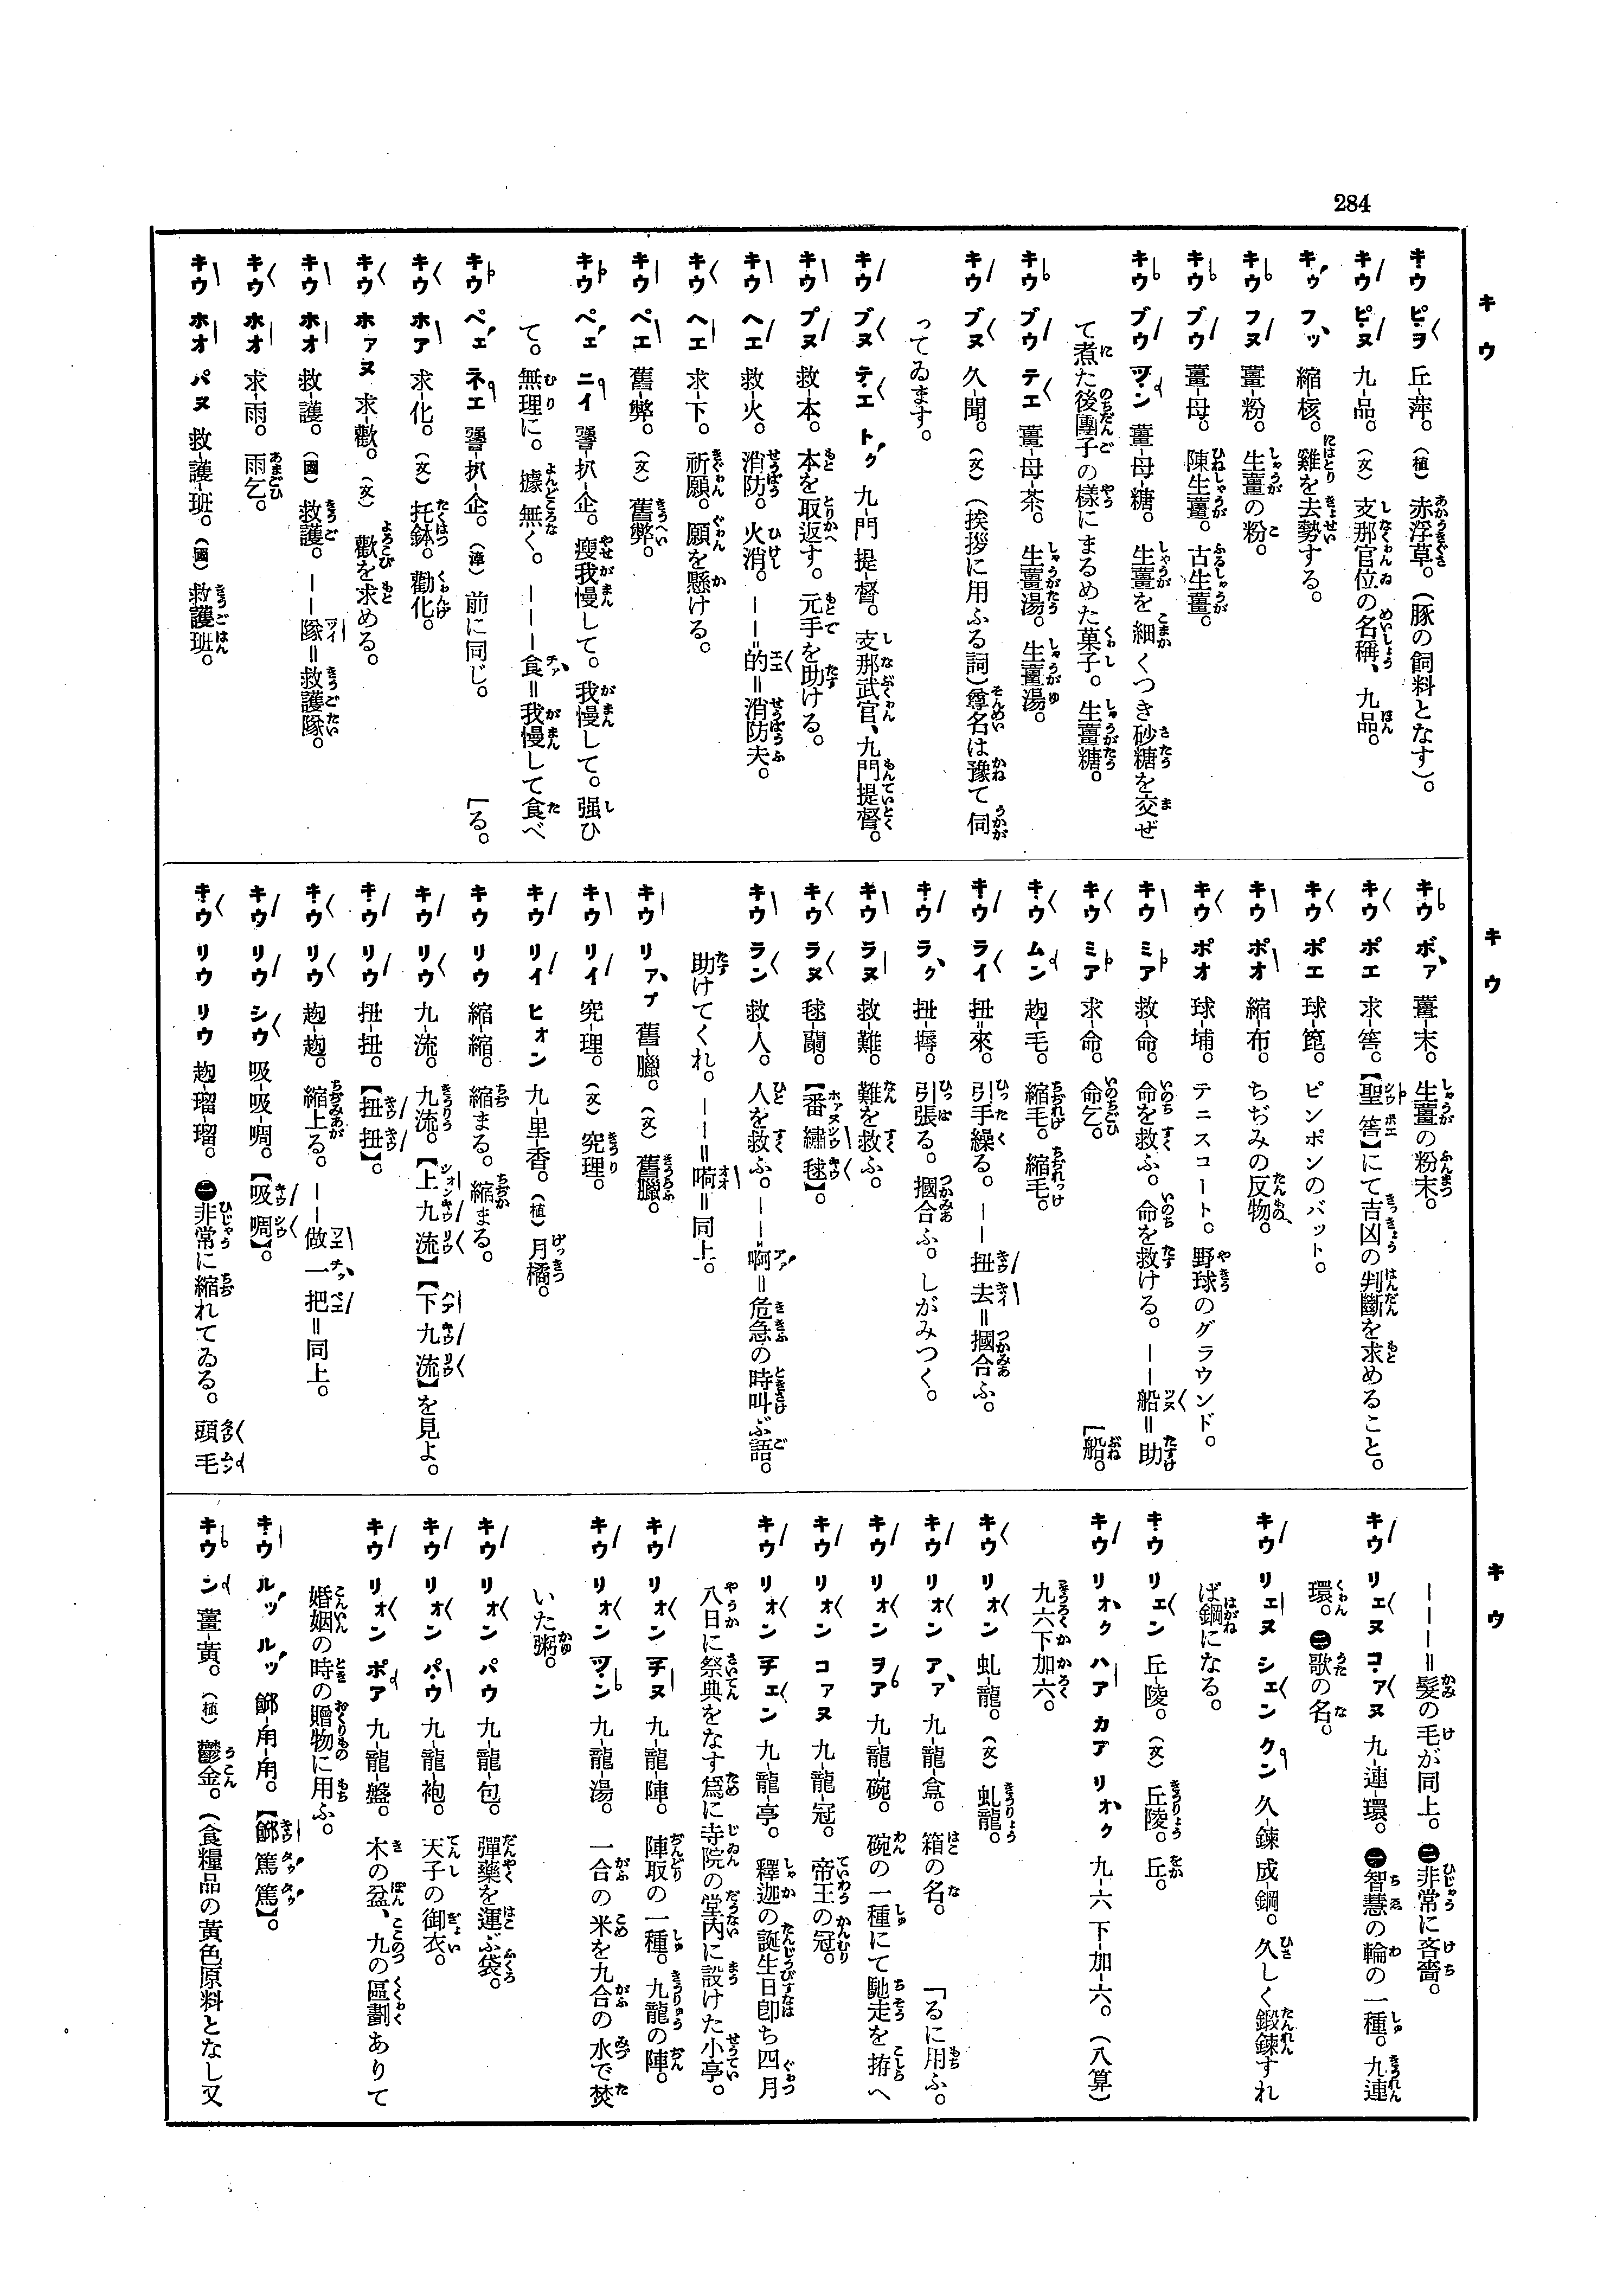 284
キウ
キウ ピヲ 丘-萍。（植）赤浮草。（豚の飼料となす）。
キウ ピヌ 九-品。（文）支那官位の名稱、九品。
キゥ フッ 縮-核。雞を去勢する。
キウ フヌ 薑-粉。生薑の粉。
キウ ブウ 薑-母。陳生薑。古生薑。
キウ ブウ ツン 薑-母-糖。生薑を細くつき砂糖を交ぜ
て煮た後團子の樣にまるめた菓子。生薑糖。
キウ ブウ テエ 薑-母-茶。生薑湯。生薑湯。
キウ ブヌ 久-聞。（文）（挨拶に用ふる詞）尊名は豫て伺
ってゐます。
キウ ブヌ テエ トク 九-門 提-督。支那武官、九門提督。
キウ プヌ 救-本。本を取返す。元手を助ける。
キウ ヘエ 救-火。消防。火消。——＝的＝消防夫。
キウ ヘエ 求-下。祈願。願を懸ける。
キウ ペエ 舊-弊。（文）舊弊。
キウ ペェ ニイ 扒-企。瘦我慢して。我慢して。强ひ
て。無理に。據無く。———食＝我慢して食べ
キウ ペェ ネエ 扒-企。（漳）前に同じ。 ［る。
キウ ホア 求-化。（文）托鉢。勸化。
キウ ホァヌ 求-歡。（文）歡を求める。
キウ ホオ 救-護。（國）救護。——隊＝救護隊。
キウ ホオ 求-雨。雨乞。
キウ ホオ パヌ 救-護-班。（國）救護班。
キウ
キウ ボァ 薑-末。生薑の粉末。
キウ ポエ 求-筶。【聖筶】にて吉凶の判斷を求めること。
キウ ポエ 球-箆。ピンポンのバット。
キウ ポオ 縮-布。ちぢみの反物。
キウ ポオ 球-埔。テニスコート。野球のグラウンド。
キウ ミア 救-命。命を救ふ。命を救ける。——船＝助
キウ ミア 求-命。命乞。 ［船。
キウ ムン 毛。縮毛。縮毛。
キウ ライ 扭-來。引手繰る。——扭去＝摑合ふ。
キウ ラク 扭-搙。引張る。摑合ふ。しがみつく。
キウ ラヌ 救-難。難を救ふ。
キウ ラヌ 毬-蘭。【番繡毬】。
キウ ラン 救-人。人を救ふ。——啊＝危急の時叫ぶ語。
助けてくれ。——＝㗅＝同上。
キウ リァプ 舊-臘。（文）舊臘。
キウ リイ 究-理。（文）究理。
キウ リイ ヒォン 九-里-香。（植）月橘。
キウ リウ 縮-縮。縮まる。縮まる。
キウ リウ 九-流。九流。【上九流】【下九流】を見よ。
キウ リウ 扭-扭。【扭扭】。
キウ リウ 縮上る。——做一把＝同上。
キウ リウ シウ 吸-吸-啁。【吸啁】。
キウ リウ リウ 瑠-瑠。㊀非常に縮れてゐる。頭毛
キウ
————＝髮の毛が同上。㊁非常に吝嗇。
キウ リェヌ コァヌ 九-連-環。㊀智慧の輪の一種。九連
環。㊁歌の名。
キウ リェヌ シェン クン 久-鍊 成-鋼。久しく鍛鍊すれ
ば鋼になる。
キウ リェン 丘-陵。（文）丘陵。丘。
キウ リォク ハア カア リォク 九-六 下-加-六。（八算）
九六下加六。
キウ リォン 虬-龍。（文）虬龍。
キウ リォン アァ 九-龍-盒。箱の名。 ［るに用ふ。
キウ リォン ヲア 九-龍-碗。碗の一種にて馳走を拵へ
キウ リォン コァヌ 九-龍-冠。帝王の冠。
キウ リォン チェン 九-龍-亭。釋迦の誕生日卽ち四月
八日に祭典をなす爲に寺院の堂内に設けた小亭。
キウ リォン チヌ 九-龍-陣。陣取の一種。九龍の陣。
キウ リォン ツン 九-龍-湯。一合の米を九合の水で焚
いた粥。
キウ リォン パウ 九-龍-包。彈藥を運ぶ袋。
キウ リォン パウ 九-龍-袍。天子の御衣。
キウ リォン ポア 九-龍-盤。木の盆、九の區劃ありて
婚姻の時の贈物に用ふ。
キウ ルッ ルッ 【篤篤】。
キウ ン 薑-黃。（植）鬱金。（食糧品の黃色原料となし又